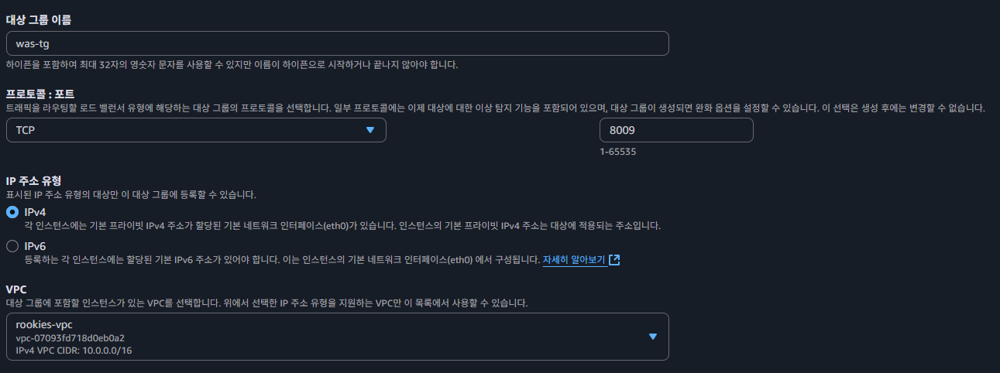 대상 그룹 이름
was-tg
하이픈을 포함하여 최대 32자의 영숫자 문자를 사용할 수 있지만 이름이 하이픈으로 시작하거나 끝나지 않아야 합니다.
프로토콜 : 포트
트래픽을 라우팅할 로드 밸런서 유형에 해당하는 대상 그룹의 프로토콜을 선택합니다. 일부 프로토콜에는 이제 대상에 대한 이상 탐지 기능을 포함되어 있으며, 대상 그룹이 생성되면 완화 옵션을 설정할 수 있습니다. 이 선택은 생성 후에는 변경할 수 없습니다.
TCP
8009
1-65535
IP 주소 유형
표시된 IP 주소 유형의 대상만 이 대상 그룹에 등록할 수 있습니다.
IPv4
각 인스턴스에는 기본 프라이빗 IPv4 주소가 할당된 기본 네트워크 인터페이스(eth0)가 있습니다. 인스턴스의 기본 프라이빗 IPv4 주소는 대상에 적용되는 주소입니다.
IPv6
등록하는 각 인스턴스에는 할당된 기본 IPv6 주소가 있어야 합니다. 이는 인스턴스의 기본 네트워크 인터페이스(eth0) 에서 구성됩니다. 자세히 알아보기
VPC
대상 그룹에 포함할 인스턴스가 있는 VPC를 선택합니다. 위에서 선택한 IP 주소 유형을 지원하는 VPC만 이 목록에서 사용할 수 있습니다.
rookies-vpc
vpc-07093fd718d0eb0a2
IPv4 VPC CIDR: 10.0.0.0/16